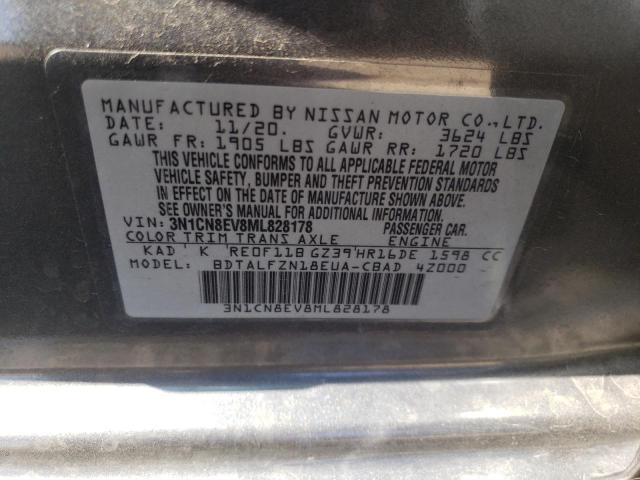 MANUFACTURED BY NISSAN MOTOR CO.,LTD.
DATE: 11/20. GVWR: 3624 LBS
GAWR FR: 1905 LBS GAWR RR: 1720 LBS
THIS VEHICLE CONFORMS TO ALL APPLICABLE FEDERAL MOTOR
VEHICLE SAFETY, BUMPER AND THEFT PREVENTION STANDARDS
IN EFFECT ON THE DATE OF MANUFACTURE SHOWN ABOVE.
SEE OWNER'S MANUAL FOR ADDITIONAL INFORMATION.
VIN: 3N1CN8EV8ML828178 PASSENGER CAR.
COLOR TRIM TRANS AXLE ENGINE
KAD K RE0F11B GZ39 HR16DE 1598 CC
MODEL: BDTALFZN18EUA-CBAD 4Z000
3N1CN8EV8ML828178